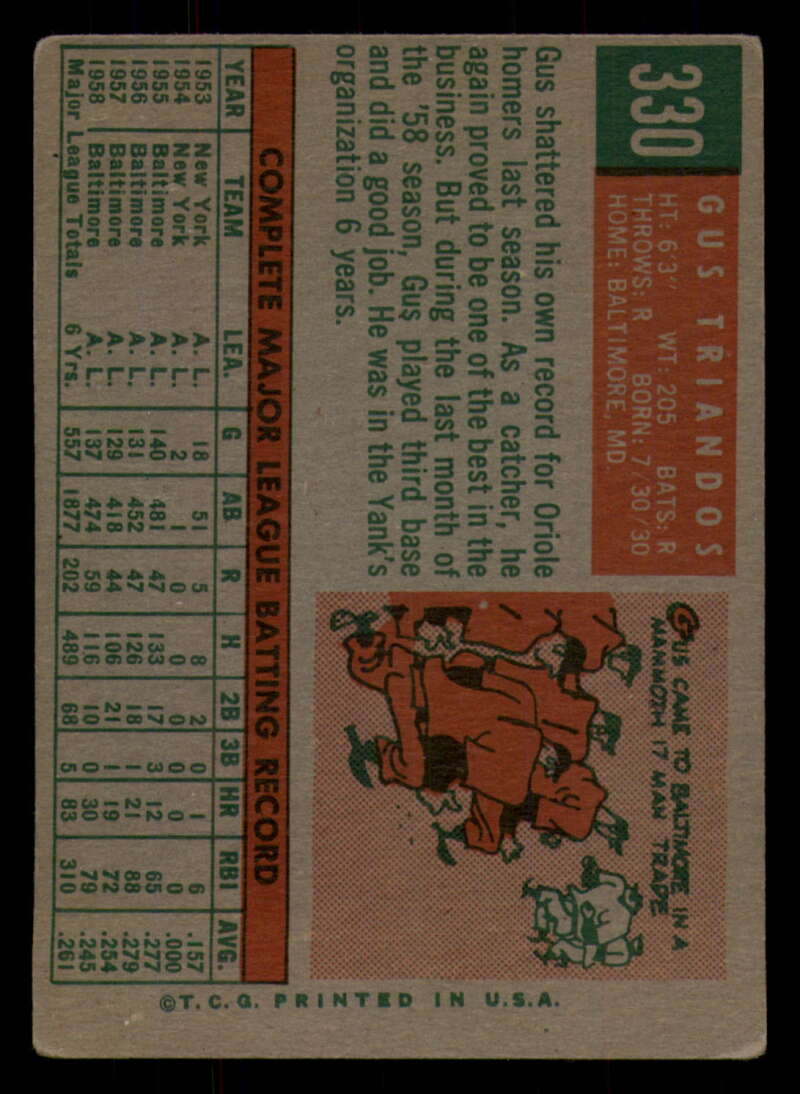 330
GUS TRIANDOS
HT: 6'3" WT: 205 BATS: R
THROWS: R BORN: 7/30/30
HOME: BALTIMORE, MD.
Gus shattered his own record for Oriole
homers last season. As a catcher, he
again proved to be one of the best in the
business. But during the last month of
the '58 season, Gus played third base
and did a good job. He was in the Yank's
organization 6 years.
GUS CAME TO BALTIMORE IN A
MAMMOTH 17 MAN TRADE
COMPLETE MAJOR LEAGUE BATTING RECORD
YEAR TEAM LEA. G AB R H 2B 3B HR RBI AVG.
1953 New York A. L. 18 51 5 8 2 0 1 6 .157
1954 New York A. L. 2 1 0 0 0 0 0 0 .000
1955 Baltimore A. L. 140 481 47 133 17 3 12 65 .277
1956 Baltimore A. L. 131 452 47 126 18 1 21 88 .279
1957 Baltimore A. L. 129 418 44 106 21 1 19 72 .254
1958 Baltimore A. L. 137 474 59 116 10 0 30 79 .245
Major League Totals 6 Yrs. 557 1877 202 489 68 5 83 310 .261
©T.C.G. PRINTED IN U.S.A.